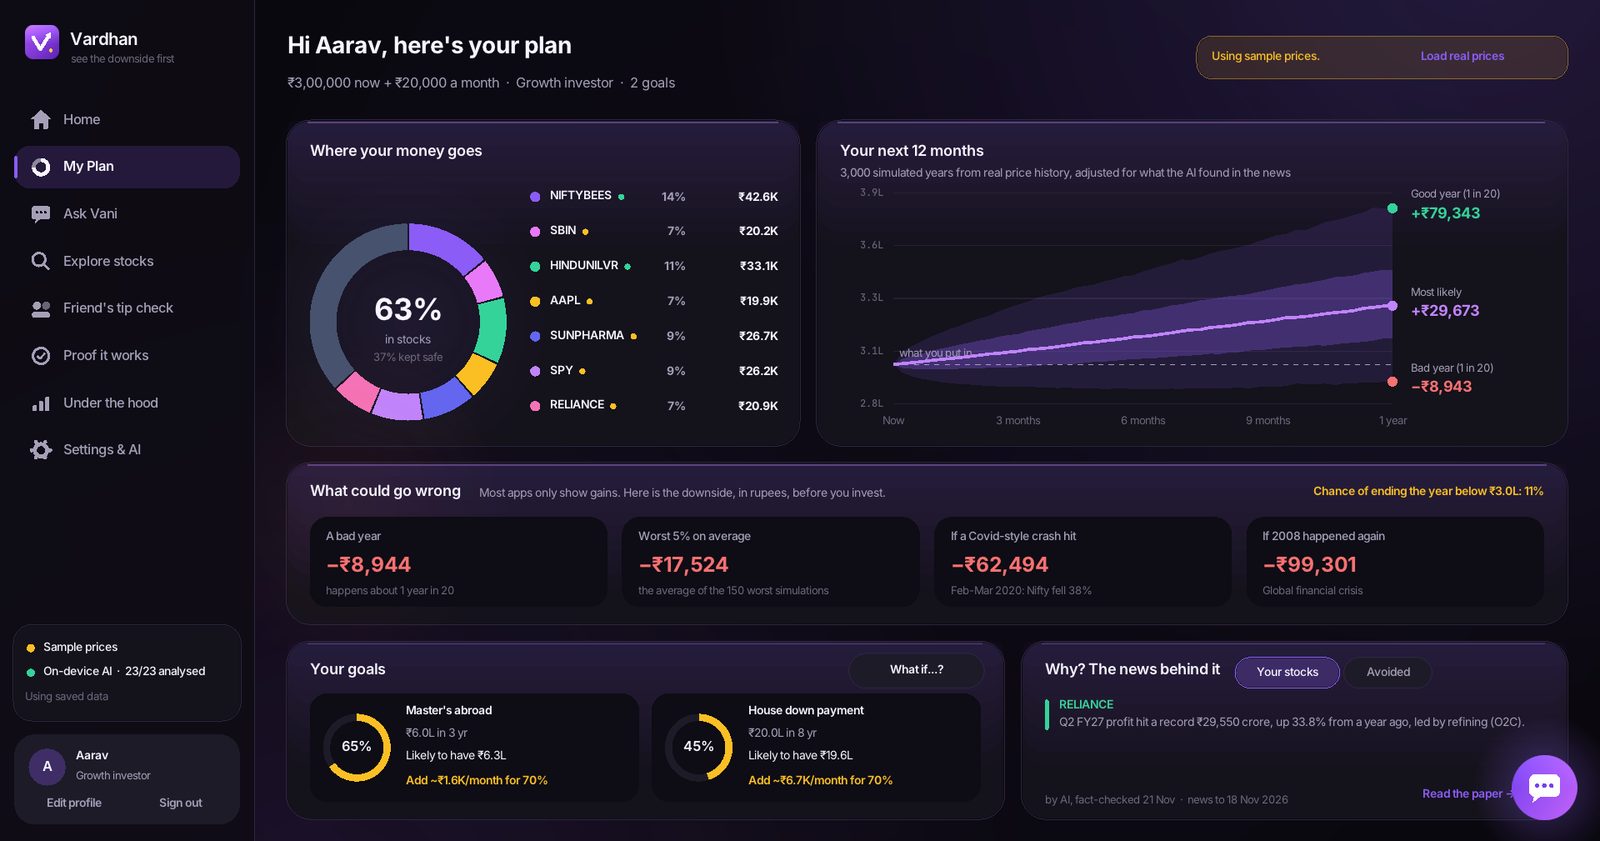 Vardhan
see the downside first
Home
My Plan
Ask Vani
Explore stocks
Friend's tip check
Proof it works
Under the hood
Settings & AI
Sample prices
On-device AI · 23/23 analysed
Using saved data
A
Aarav
Growth investor
Edit profile Sign out
Hi Aarav, here's your plan
₹3,00,000 now + ₹20,000 a month · Growth investor · 2 goals
Using sample prices. Load real prices
Where your money goes
63%
in stocks
37% kept safe
NIFTYBEES 14% ₹42.6K
SBIN 7% ₹20.2K
HINDUNILVR 11% ₹33.1K
AAPL 7% ₹19.9K
SUNPHARMA 9% ₹26.7K
SPY 9% ₹26.2K
RELIANCE 7% ₹20.9K
Your next 12 months
3,000 simulated years from real price history, adjusted for what the AI found in the news
3.9L
3.6L
3.3L
3.1L
2.8L
what you put in
Now 3 months 6 months 9 months 1 year
Good year (1 in 20)
+₹79,343
Most likely
+₹29,673
Bad year (1 in 20)
−₹8,943
What could go wrong Most apps only show gains. Here is the downside, in rupees, before you invest.
Chance of ending the year below ₹3.0L: 11%
A bad year
−₹8,944
happens about 1 year in 20
Worst 5% on average
−₹17,524
the average of the 150 worst simulations
If a Covid-style crash hit
−₹62,494
Feb-Mar 2020: Nifty fell 38%
If 2008 happened again
−₹99,301
Global financial crisis
Your goals
What if...?
65%
Master's abroad
₹6.0L in 3 yr
Likely to have ₹6.3L
Add ~₹1.6K/month for 70%
45%
House down payment
₹20.0L in 8 yr
Likely to have ₹19.6L
Add ~₹6.7K/month for 70%
Why? The news behind it
Your stocks Avoided
RELIANCE
Q2 FY27 profit hit a record ₹29,550 crore, up 33.8% from a year ago, led by refining (O2C).
by AI, fact-checked 21 Nov · news to 18 Nov 2026
Read the paper →